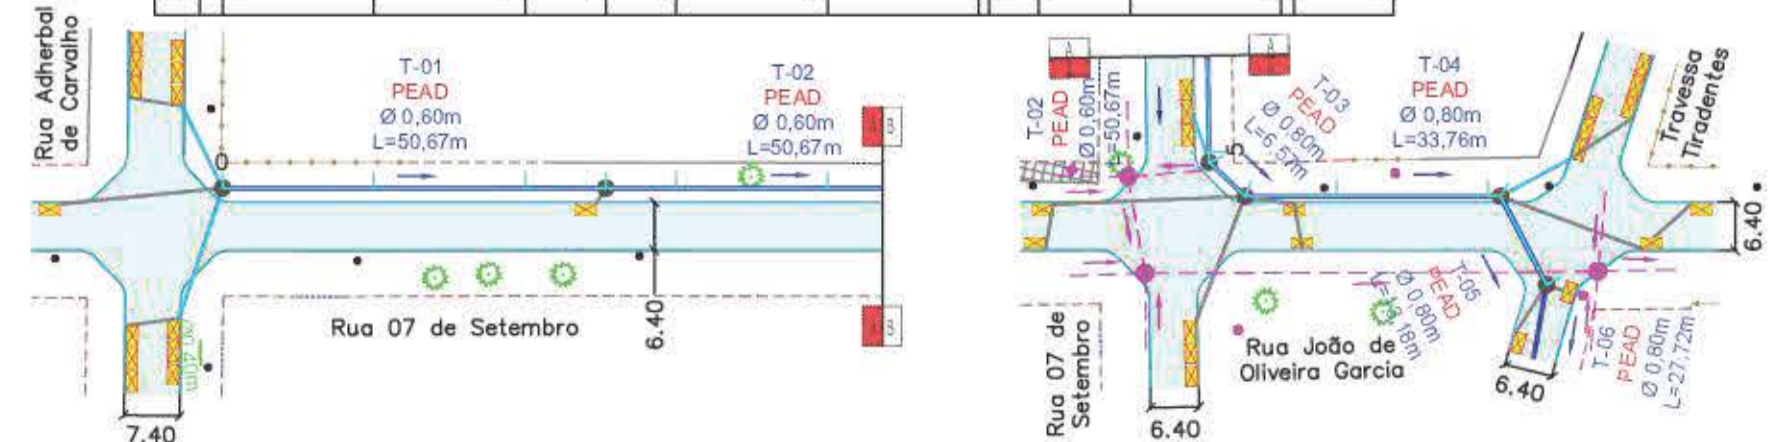 Rua Adherbal
de Carvalho
0
T-01
PEAD
Ø 0,60m
L=50,67m
T-02
PEAD
Ø 0,60m
L=50,67m
A
B
Rua 07 de Setembro
6.40
A
B
7.40
A
A
T-02
PEAD
Ø 0,60m
L=50,67m
5
T-03
PEAD
Ø 0,80m
L=6,57m
T-04
PEAD
Ø 0,80m
L=33,76m
Travessa
Tiradentes
6.40
Rua 07 de
Setembro
6.40
Rua João de
Oliveira Garcia
T-05
PEAD
Ø 0,80m
6.40
T-06
PEAD
Ø 0,80m
L=27,72m